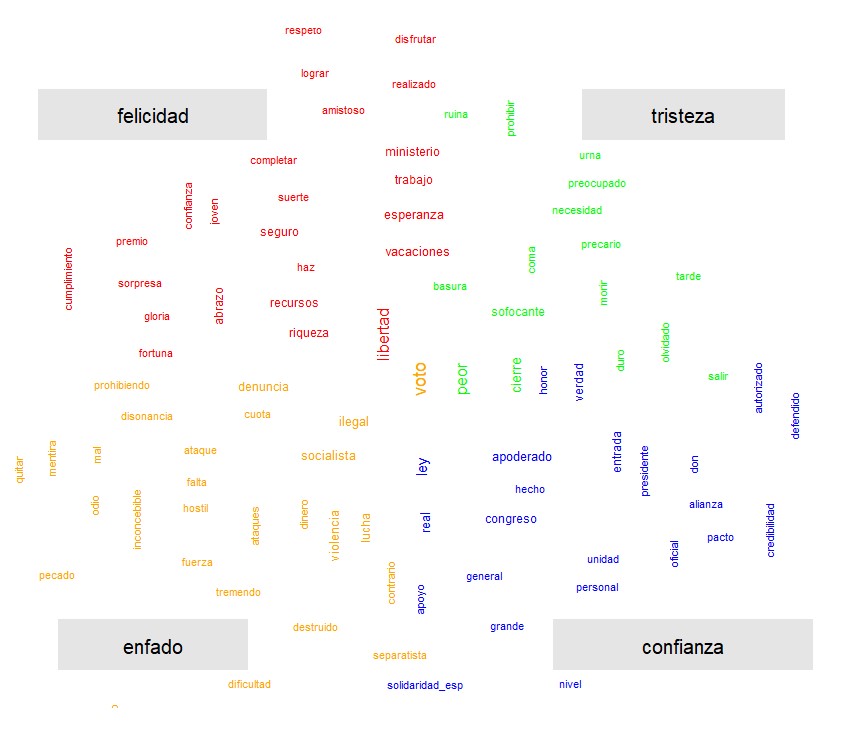 respeto
disfrutar
lograr
realizado
felicidad
tristeza
amistoso
ruina
prohibir
completar
ministerio
urna
trabajo
preocupado
confianza
joven
suerte
esperanza
necesidad
premio
seguro
vacaciones
precario
coma
cumplimiento
haz
tarde
sorpresa
basura
morir
abrazo
recursos
sofocante
gloria
riqueza
libertad
olvidado
fortuna
duro
prohibiendo
denuncia
voto
peor
cierre
honor
verdad
salir
autorizado
disonancia
cuota
ilegal
defendido
quitar
mentira
mal
ataque
socialista
ley
apoderado
entrada
presidente
don
falta
hecho
odio
inconcebible
hostil
ataques
dinero
violencia
lucha
real
congreso
alianza
credibilidad
pacto
oficial
fuerza
unidad
pecado
general
personal
tremendo
contrario
apoyo
destruido
grande
enfado
confianza
separatista
dificultad
solidaridad_esp
nivel